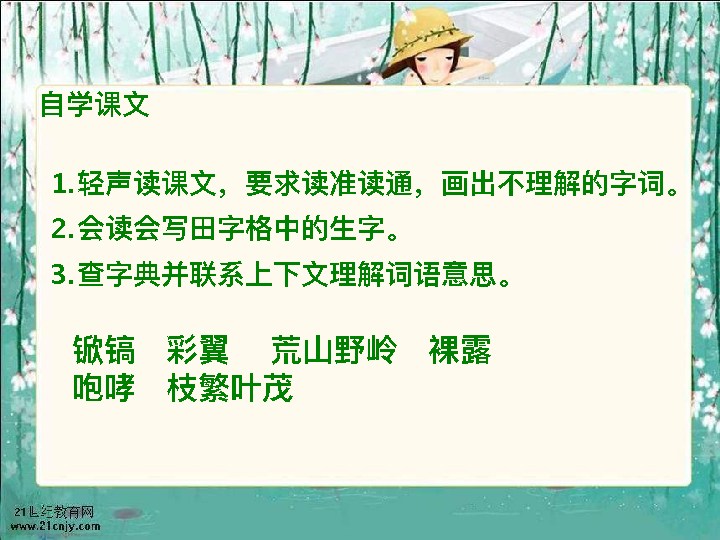 自学课文
1.轻声读课文，要求读准读通，画出不理解的字词。
2.会读会写田字格中的生字。
3.查字典并联系上下文理解词语意思。
锨镐 彩翼 荒山野岭 裸露
咆哮 枝繁叶茂
21世纪教育网
www.21cnjy.com